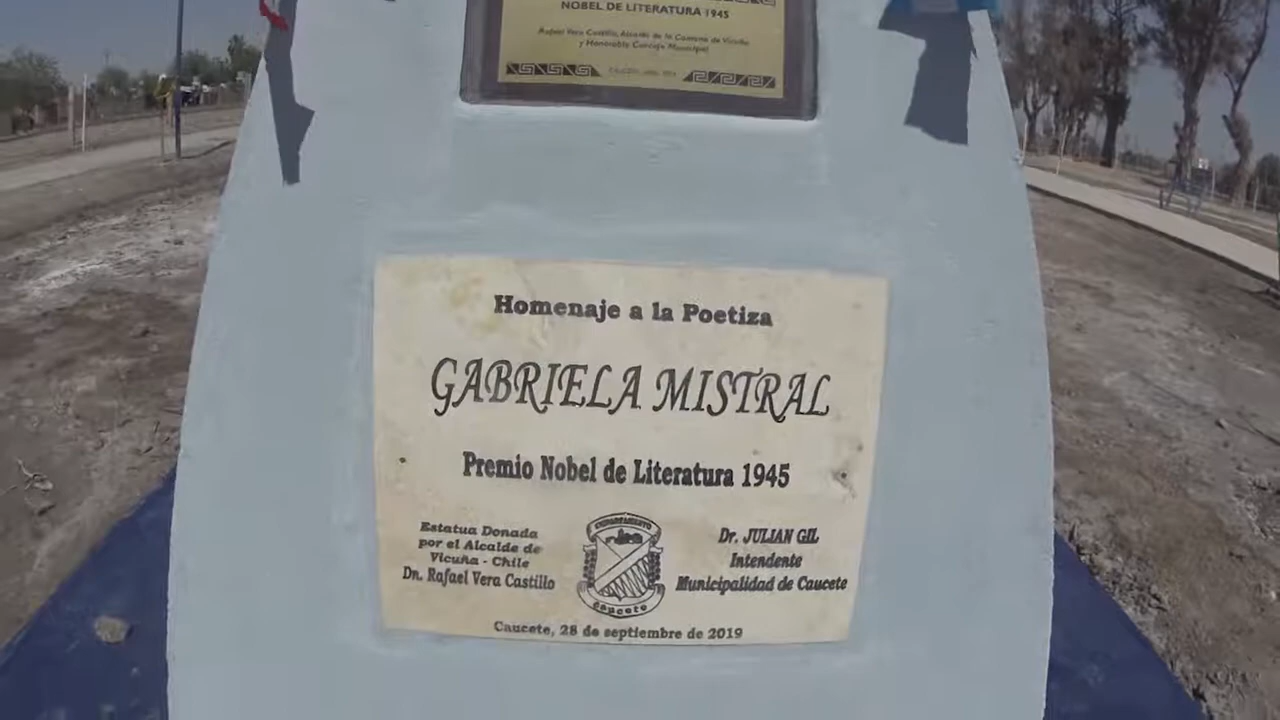 NOBEL DE LITERATURA 1945
Rafael Vera Castillo, Alcalde de la Comuna de Vicuña
y Honorable Concejo Municipal
Homenaje a la Poetiza
GABRIELA MISTRAL
Premio Nobel de Literatura 1945
Estatua Donada
por el Alcalde de
Vicuña - Chile
Dn. Rafael Vera Castillo
DEPARTAMENTO
Caucete
Dr. JULIAN GIL
Intendente
Municipalidad de Caucete
Caucete, 28 de septiembre de 2019